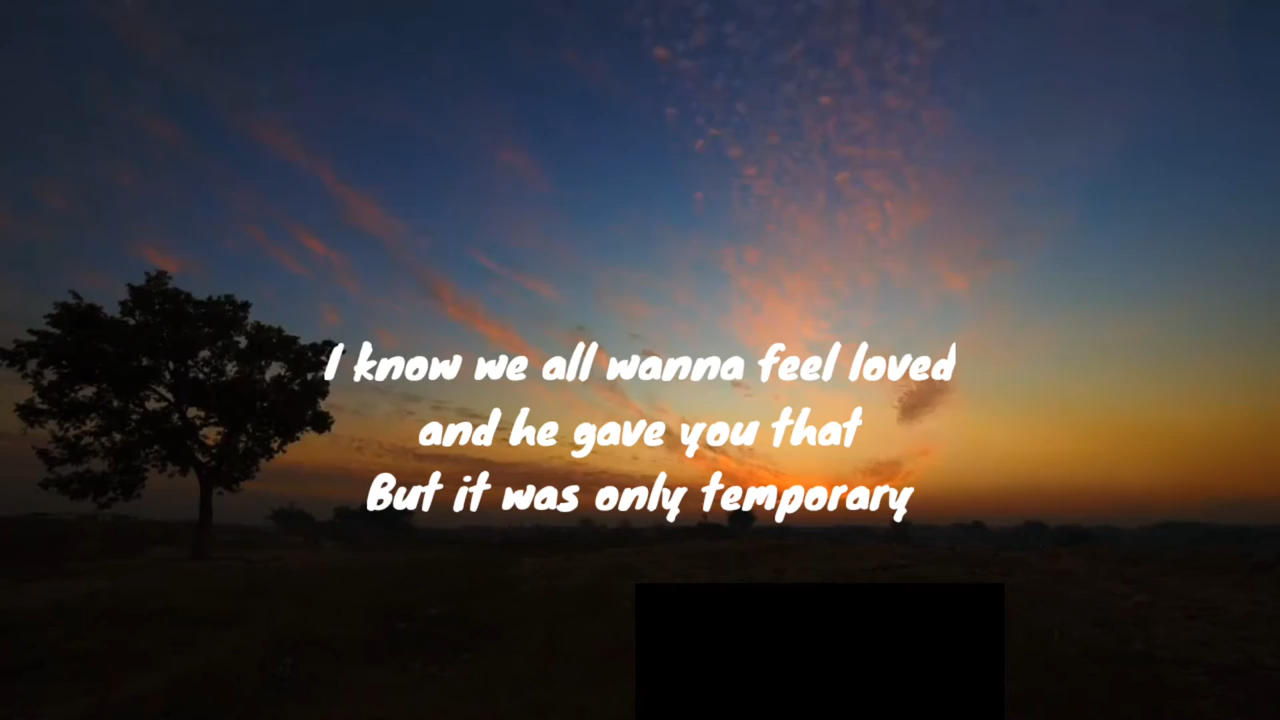 I know we all wanna feel loved
and he gave you that
But it was only temporary